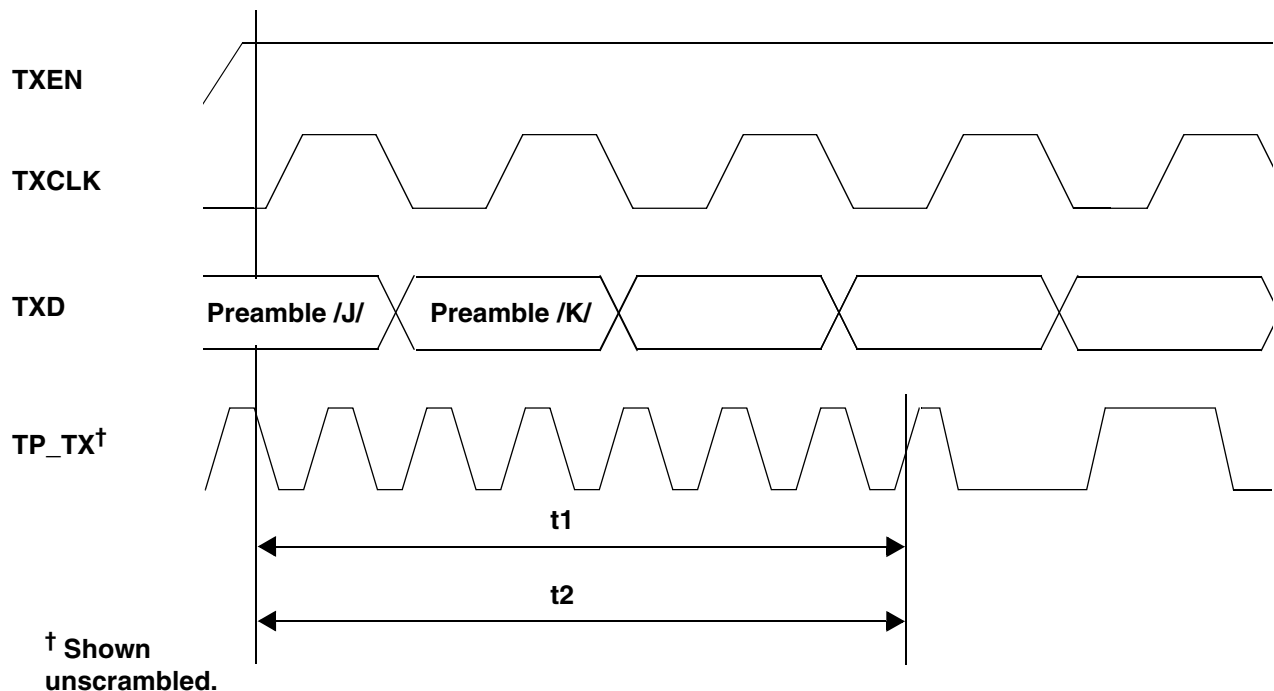 TXEN
TXCLK
TXD
Preamble /J/
Preamble /K/
TP_TX†
t1
t2
† Shown
unscrambled.